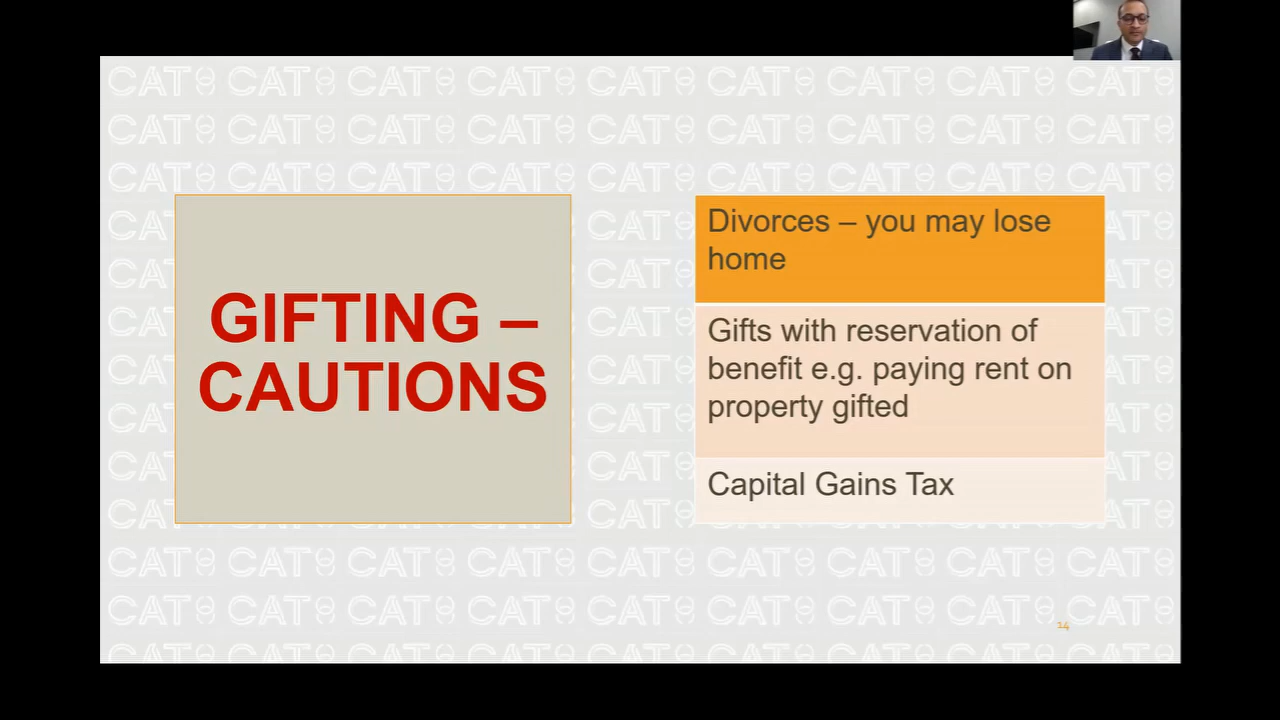 GIFTING –
CAUTIONS
Divorces – you may lose
home
Gifts with reservation of
benefit e.g. paying rent on
property gifted
Capital Gains Tax
14